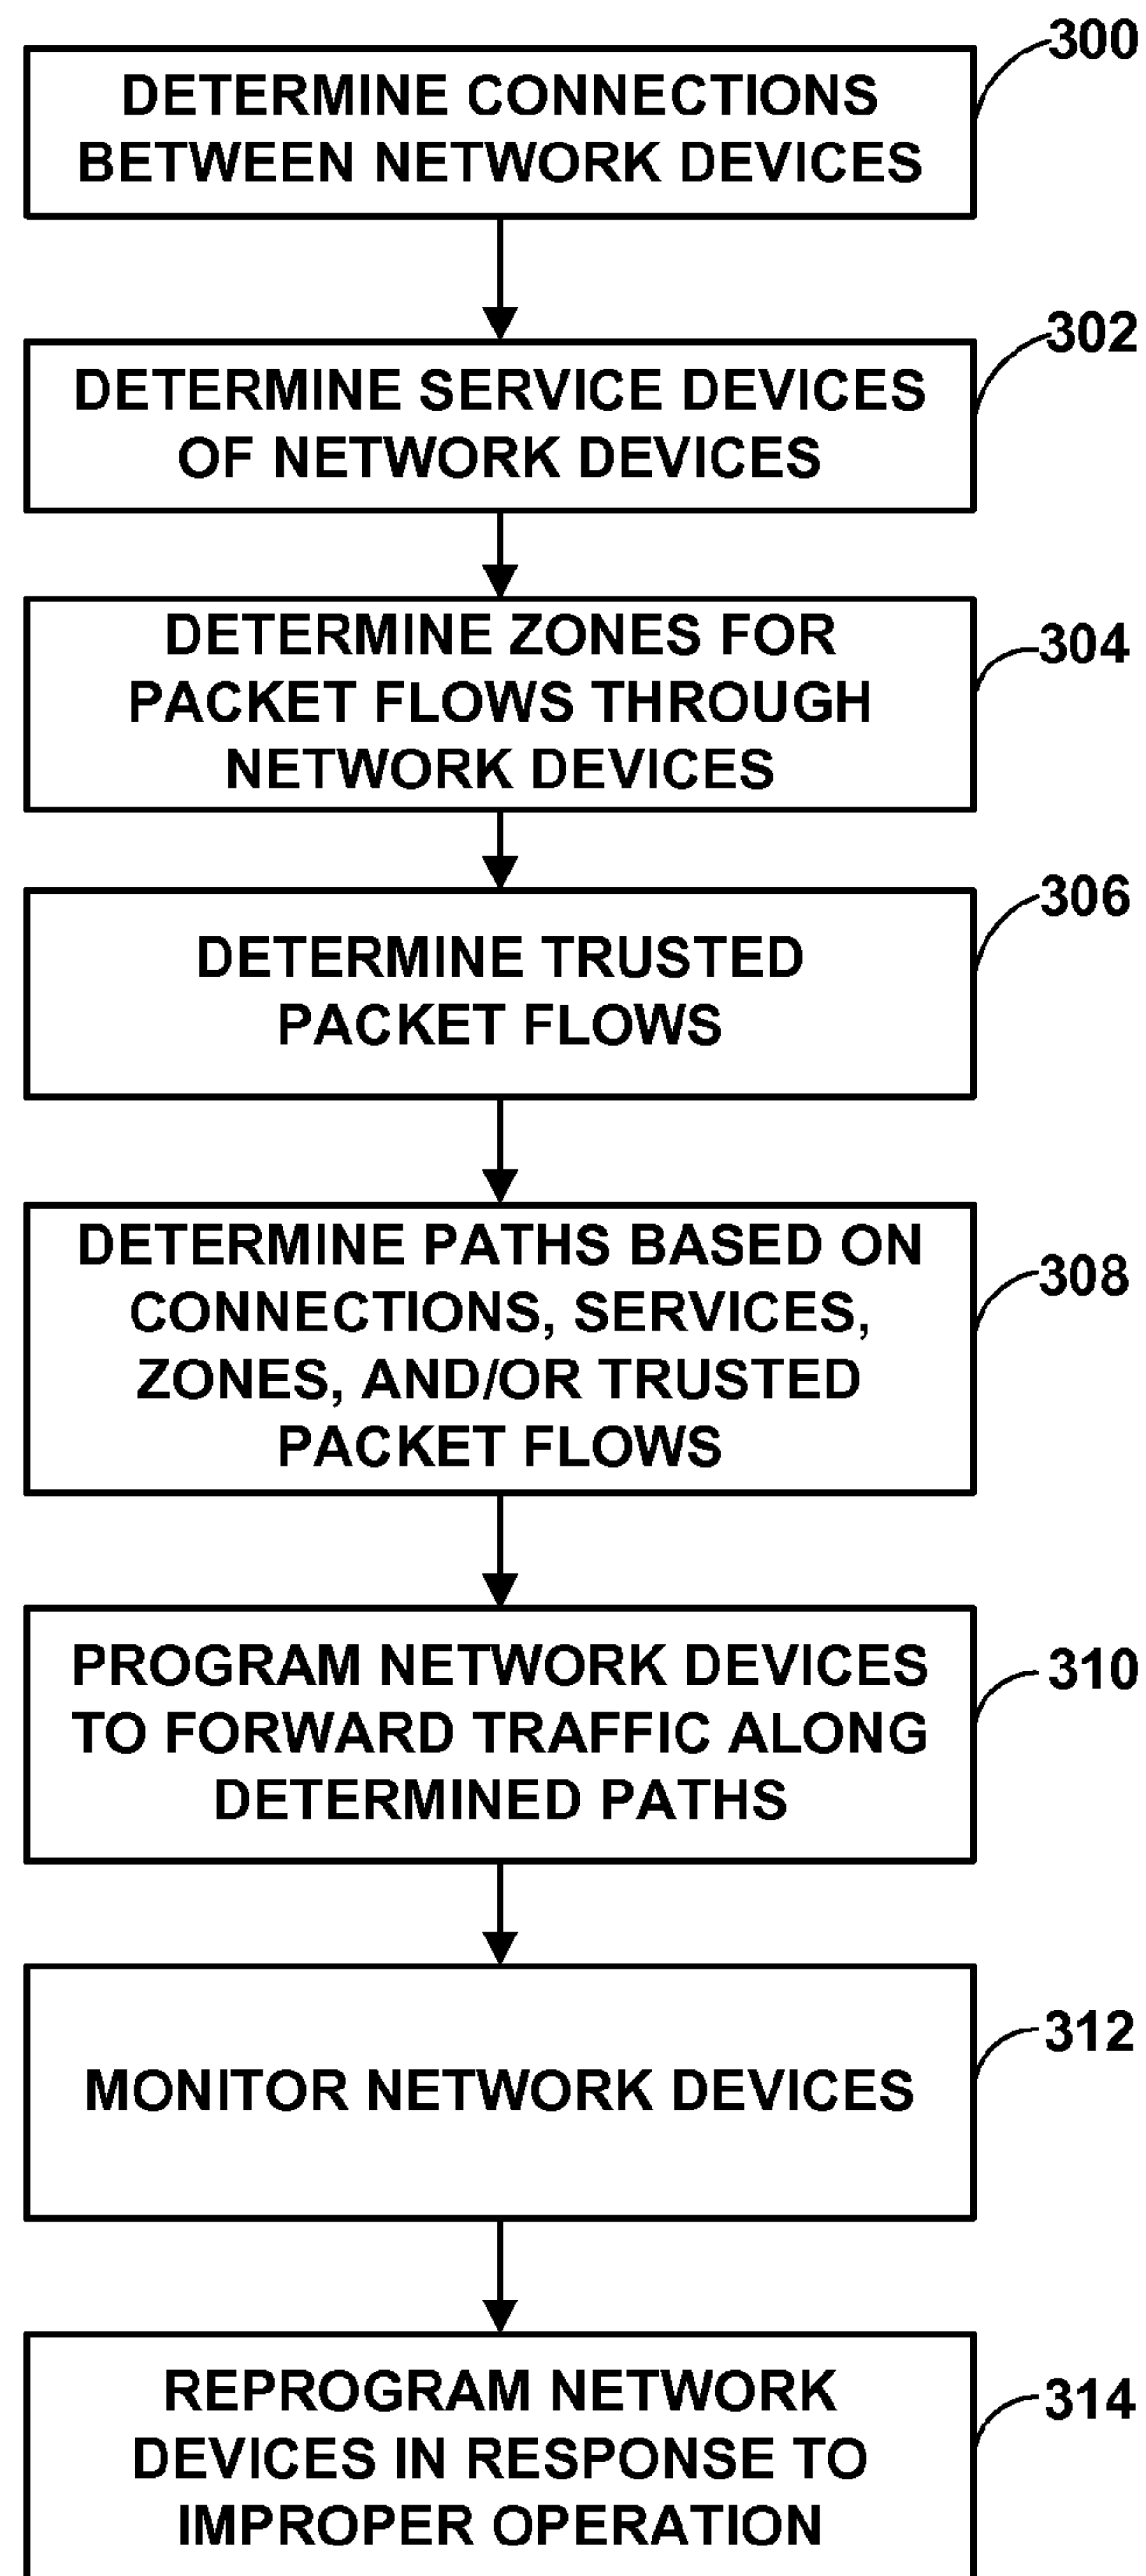 300
DETERMINE CONNECTIONS
BETWEEN NETWORK DEVICES
302
DETERMINE SERVICE DEVICES
OF NETWORK DEVICES
304
DETERMINE ZONES FOR
PACKET FLOWS THROUGH
NETWORK DEVICES
306
DETERMINE TRUSTED
PACKET FLOWS
308
DETERMINE PATHS BASED ON
CONNECTIONS, SERVICES,
ZONES, AND/OR TRUSTED
PACKET FLOWS
310
PROGRAM NETWORK DEVICES
TO FORWARD TRAFFIC ALONG
DETERMINED PATHS
312
MONITOR NETWORK DEVICES
314
REPROGRAM NETWORK
DEVICES IN RESPONSE TO
IMPROPER OPERATION